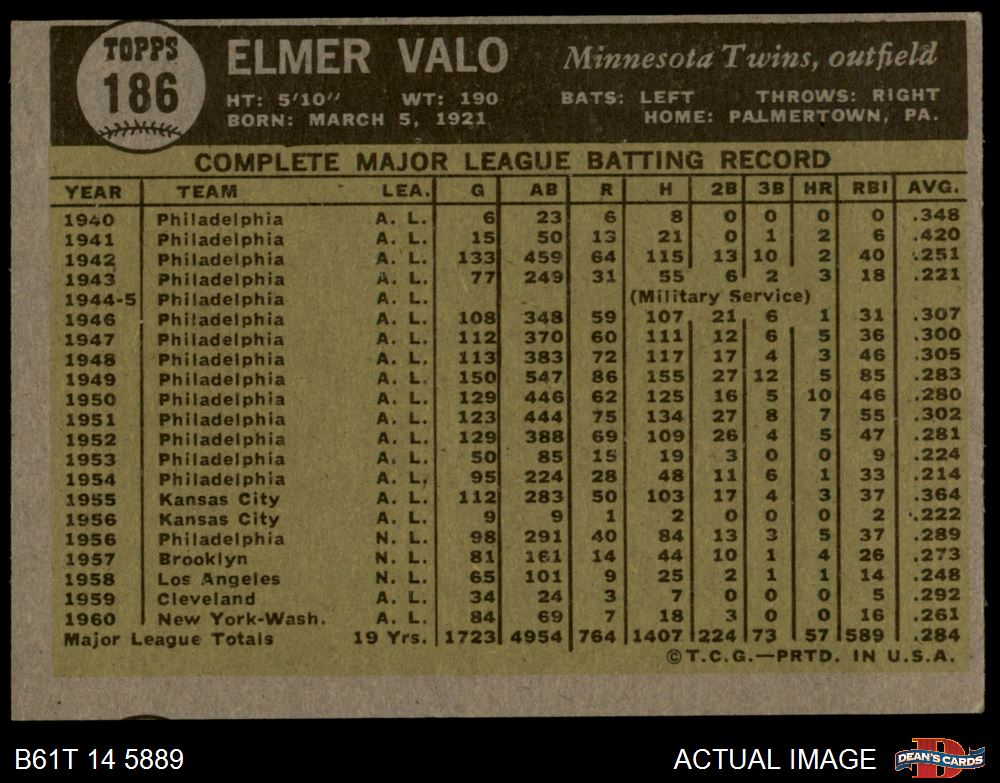 TOPPS
186
ELMER VALO Minnesota Twins, outfield
HT: 5'10" WT: 190 BATS: LEFT THROWS: RIGHT
BORN: MARCH 5, 1921 HOME: PALMERTOWN, PA.
COMPLETE MAJOR LEAGUE BATTING RECORD
YEAR TEAM LEA. G AB R H 2B 3B HR RBI AVG.
1940 Philadelphia A. L. 6 23 6 8 0 0 0 0 .348
1941 Philadelphia A. L. 15 50 13 21 0 1 2 6 .420
1942 Philadelphia A. L. 133 459 64 115 13 10 2 40 .251
1943 Philadelphia A. L. 77 249 31 55 6 2 3 18 .221
1944-5 Philadelphia A. L. (Military Service)
1946 Philadelphia A. L. 108 348 59 107 21 6 1 31 .307
1947 Philadelphia A. L. 112 370 60 111 12 6 5 36 .300
1948 Philadelphia A. L. 113 383 72 117 17 4 3 46 .305
1949 Philadelphia A. L. 150 547 86 155 27 12 5 85 .283
1950 Philadelphia A. L. 129 446 62 125 16 5 10 46 .280
1951 Philadelphia A. L. 123 444 75 134 27 8 7 55 .302
1952 Philadelphia A. L. 129 388 69 109 26 4 5 47 .281
1953 Philadelphia A. L. 50 85 15 19 3 0 0 9 .224
1954 Philadelphia A. L. 95 224 28 48 11 6 1 33 .214
1955 Kansas City A. L. 112 283 50 103 17 4 3 37 .364
1956 Kansas City A. L. 9 9 1 2 0 0 0 2 .222
1956 Philadelphia N. L. 98 291 40 84 13 3 5 37 .289
1957 Brooklyn N. L. 81 161 14 44 10 1 4 26 .273
1958 Los Angeles N. L. 65 101 9 25 2 1 1 14 .248
1959 Cleveland A. L. 34 24 3 7 0 0 0 5 .292
1960 New York-Wash. A. L. 84 69 7 18 3 0 0 16 .261
Major League Totals 19 Yrs. 1723 4954 764 1407 224 73 57 589 .284
©T.C.G.—PRTD. IN U.S.A.
B61T 14 5889 ACTUAL IMAGE DEAN'S CARDS